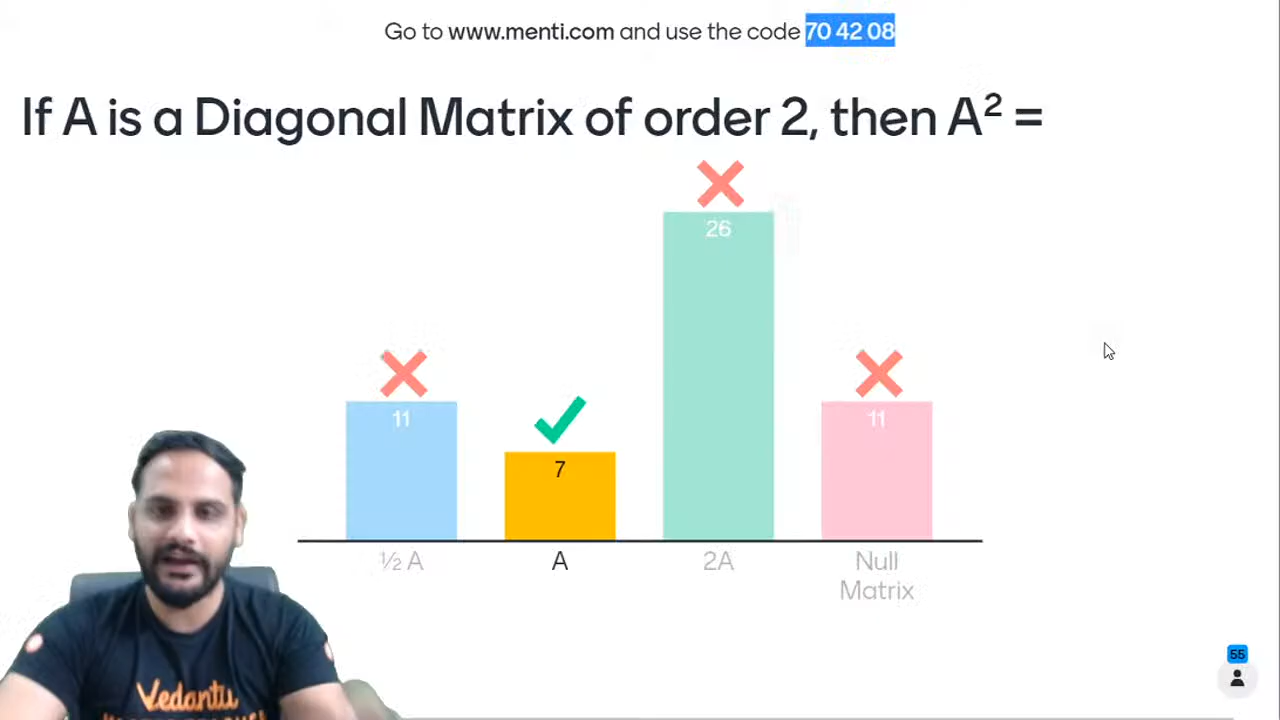 Go to www.menti.com and use the code 70 42 08
If A is a Diagonal Matrix of order 2, then A² =
26
11
11
7
½ A
A
2A
Null
Matrix
55
Vedantu